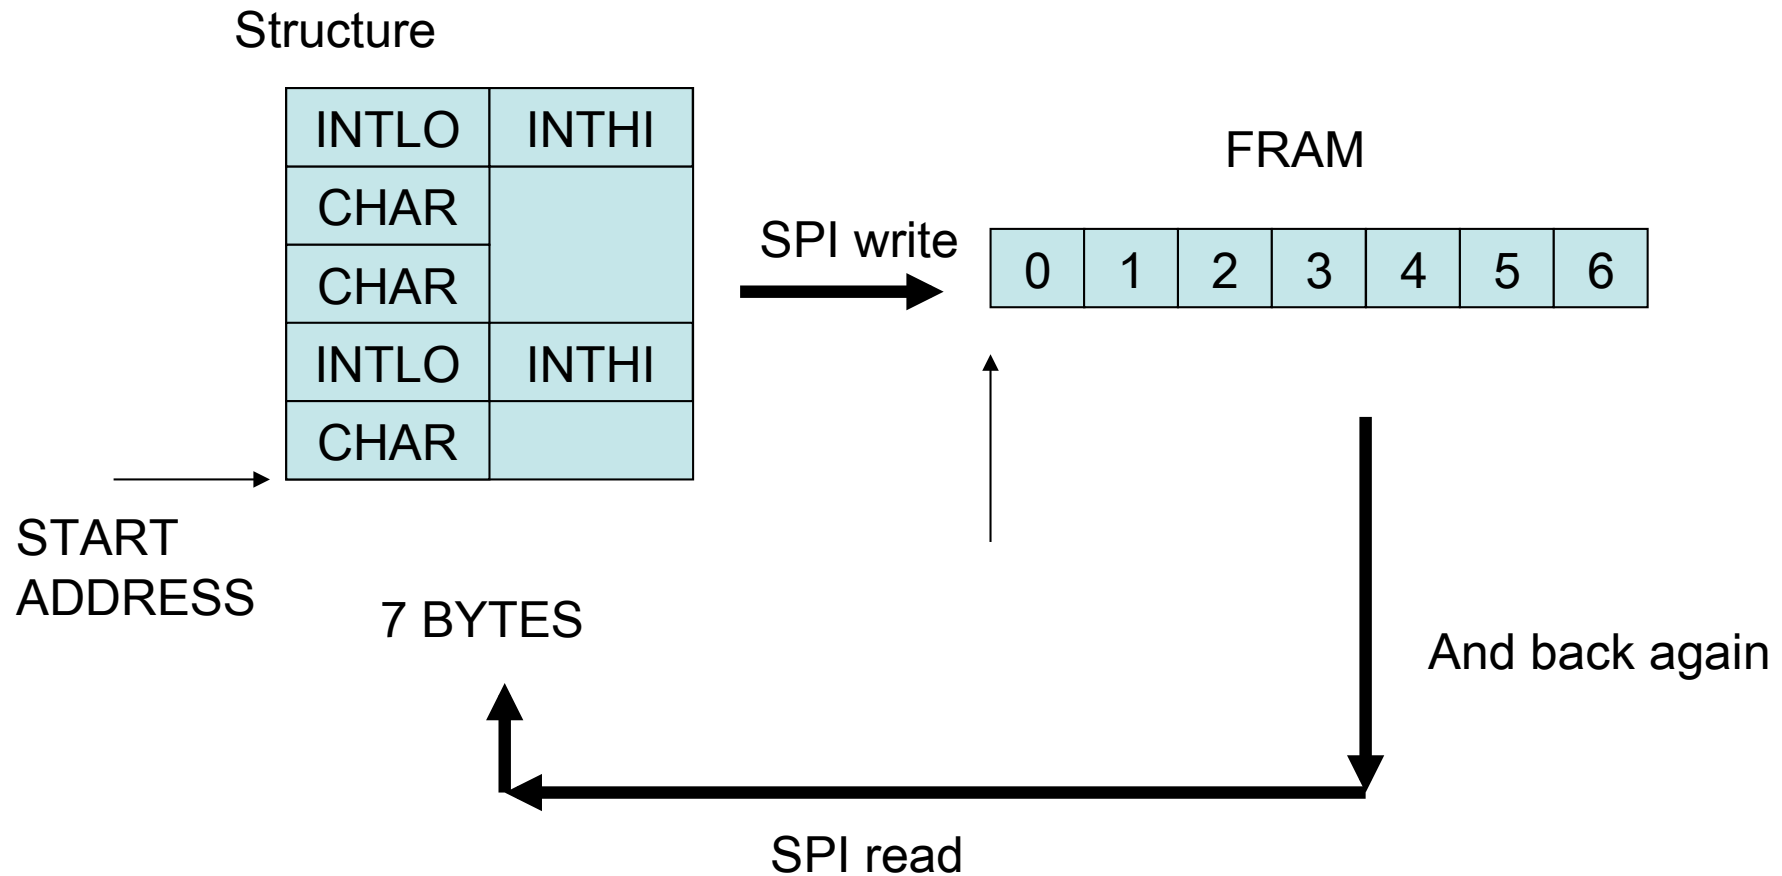 Structure
INTLO INTHI
CHAR
CHAR
INTLO INTHI
CHAR
START
ADDRESS
7 BYTES
SPI write
FRAM
0 1 2 3 4 5 6
And back again
SPI read